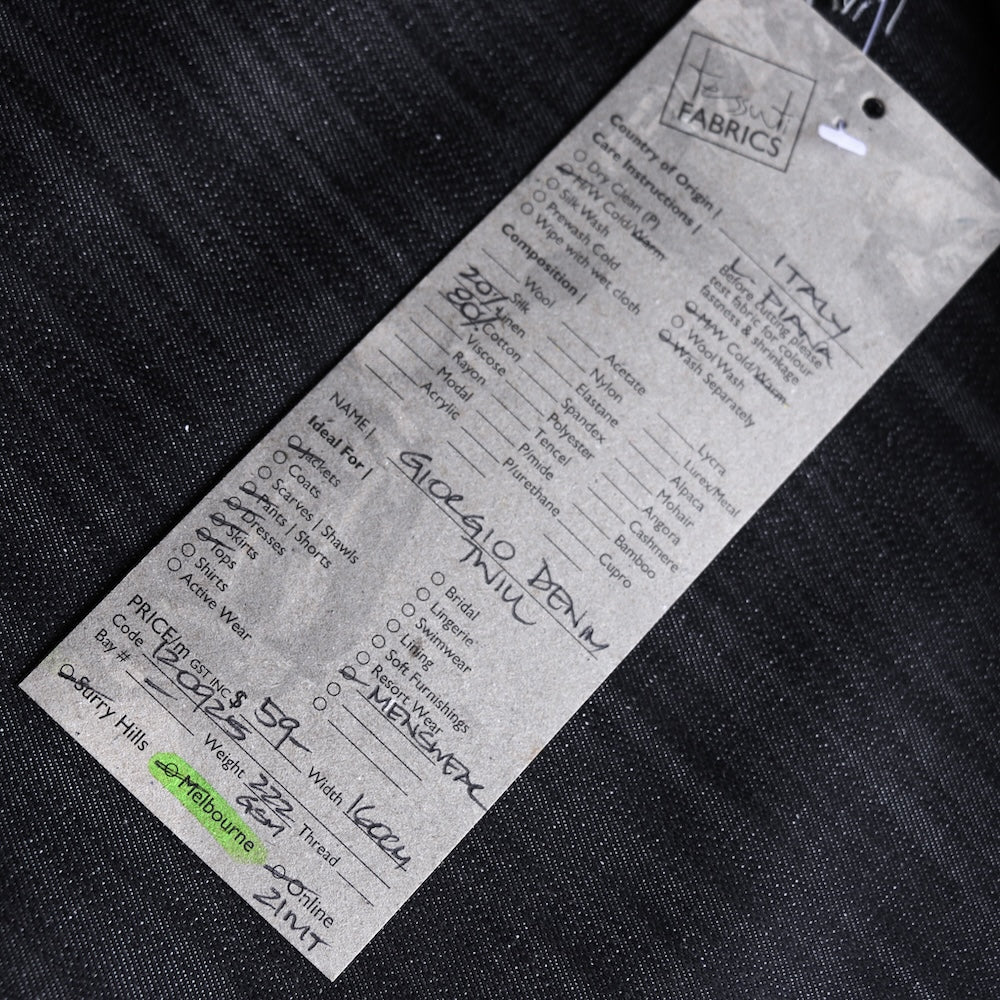 tessuti
FABRICS
Country of Origin | ITALY
L. PIANA
Care Instructions |
Before cutting please
test fabric for colour
fastness & shrinkage
Dry Clean (P)
M/W Cold/Warm
Silk Wash
Prewash Cold
Wipe with wet cloth
M/W Cold/Warm
Wool Wash
Wash Separately
Composition |
Wool
Silk
20% Linen
80% Cotton
Viscose
Rayon
Modal
Acrylic
Acetate
Nylon
Elastane
Spandex
Polyester
Tencel
P/mide
P/urethane
Lycra
Lurex/Metal
Alpaca
Mohair
Angora
Cashmere
Bamboo
Cupro
NAME | GIORGIO DENIM
TWILL
Ideal For |
Jackets
Coats
Scarves | Shawls
Pants | Shorts
Dresses
Skirts
Tops
Shirts
Active Wear
Bridal
Lingerie
Swimwear
Lining
Soft Furnishings
Resort Wear
MENSWEAR
PRICE/m GST INC $ 59-
Width 160CM
Code
Weight 222
GSM
Thread
Bay #
Surry Hills
Melbourne
Online
21MT